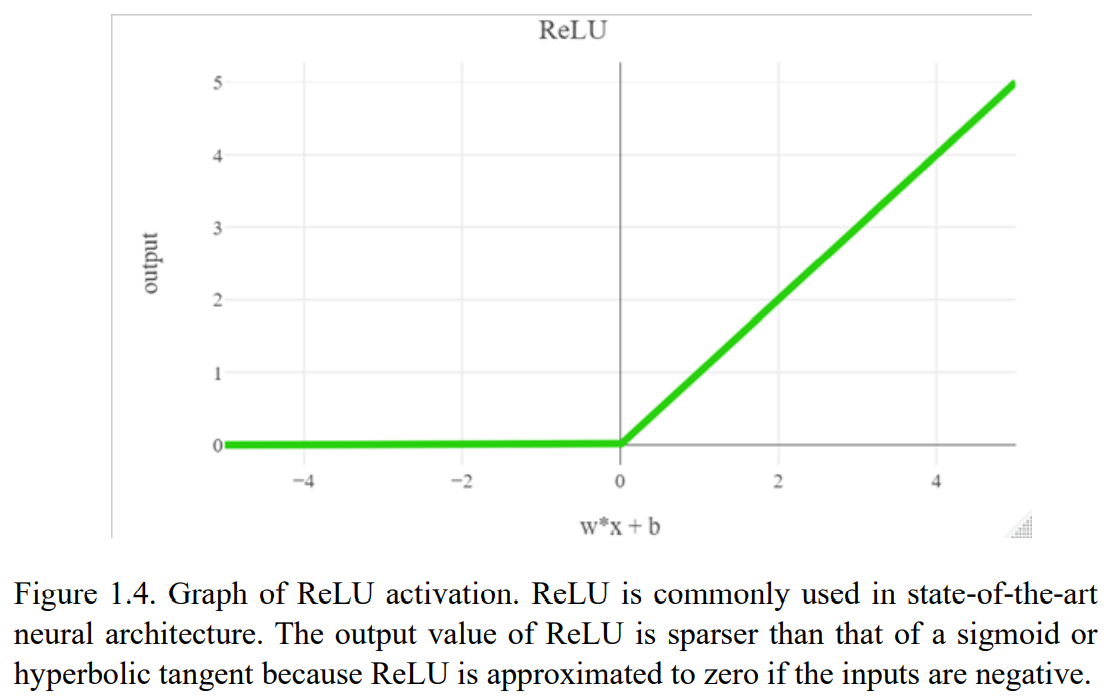 ReLU
5
4
3
2
1
0
output
−4
−2
0
2
4
w*x + b
Figure 1.4. Graph of ReLU activation. ReLU is commonly used in state-of-the-art
neural architecture. The output value of ReLU is sparser than that of a sigmoid or
hyperbolic tangent because ReLU is approximated to zero if the inputs are negative.